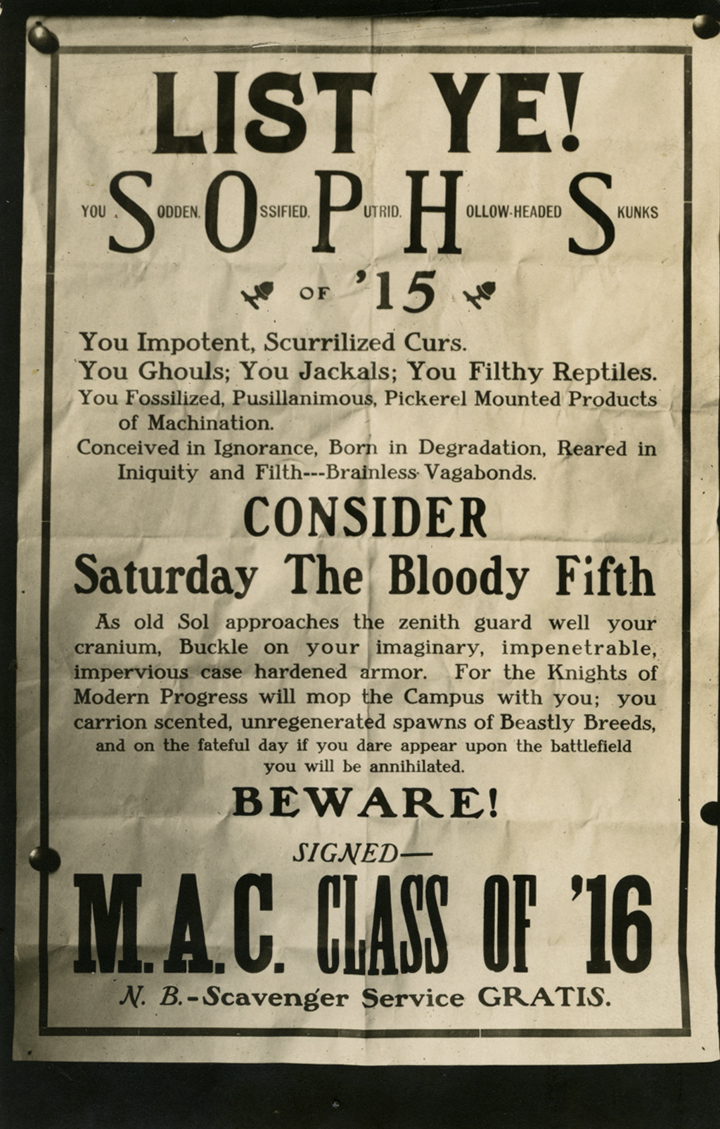 LIST YE!
YOU SODDEN, OSSIFIED, PUTRID, HOLLOW-HEADED SKUNKS
OF '15
You Impotent, Scurrilized Curs.
You Ghouls; You Jackals; You Filthy Reptiles.
You Fossilized, Pusillanimous, Pickerel Mounted Products
of Machination.
Conceived in Ignorance, Born in Degradation, Reared in
Iniquity and Filth---Brainless Vagabonds.
CONSIDER
Saturday The Bloody Fifth
As old Sol approaches the zenith guard well your
cranium, Buckle on your imaginary, impenetrable,
impervious case hardened armor. For the Knights of
Modern Progress will mop the Campus with you; you
carrion scented, unregenerated spawns of Beastly Breeds,
and on the fateful day if you dare appear upon the battlefield
you will be annihilated.
BEWARE!
SIGNED—
M.A.C. CLASS OF '16
N. B.-Scavenger Service GRATIS.